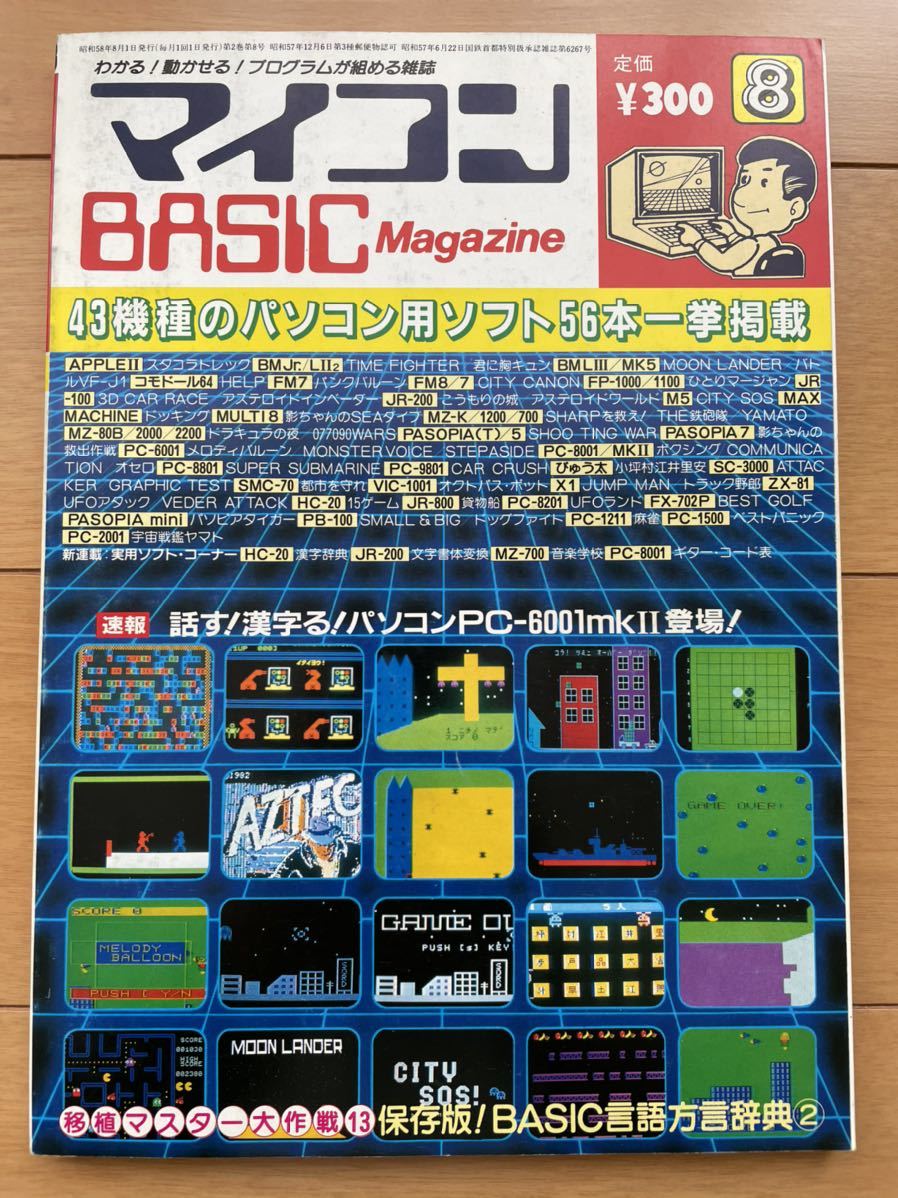 昭和58年8月1日発行(毎月1回1日発行)第2巻第8号 昭和57年12月6日第3種郵便物認可 昭和57年6月22日国鉄首都特別扱承認雑誌第6267号
わかる!動かせる!プログラムが組める雑誌
マイコン
BASIC Magazine
定価
¥300
8
43機種のパソコン用ソフト56本一挙掲載
APPLEII スタコラトレック BMJr./LII2 TIME FIGHTER 君に胸キュン BMLIII/MK5 MOON LANDER バト
ルVF-J1 コモドール64 HELP FM7 パンクバルーン FM8/7 CITY CANON FP-1000/1100 ひとりマージャン JR
-100 3D CAR RACE アステロイドインベーター JR-200 こうもりの城 アステロイドワールド M5 CITY SOS MAX
MACHINE ドッキング MULTI8 影ちゃんのSEAダイブ MZ-K/1200/700 SHARPを救え! THE鉄砲隊 YAMATO
MZ-80B/2000/2200 ドラキュラの夜 077090WARS PASOPIA(T)/5 SHOO TING WAR PASOPIA7 影ちゃんの
救出作戦 PC-6001 メロディバルーン MONSTERVOICE STEPASIDE PC-8001/MKII ボクシング COMMUNICA
TION オセロ PC-8801 SUPER SUBMARINE PC-9801 CAR CRUSH ぴゅう太 小坪村江井里安 SC-3000 ATTAC
KER GRAPHIC TEST SMC-70 都市を守れ VIC-1001 オクトパス・ポット X1 JUMP MAN トラック野郎 ZX-81
UFOアタック VEDER ATTACK HC-20 15ゲーム JR-800 貨物船 PC-8201 UFOランド FX-702P BEST GOLF
PASOPIA mini パソピアタイガー PB-100 SMALL & BIG ドッグファイト PC-1211 麻雀 PC-1500 ベストパニック
PC-2001 宇宙戦鑑ヤマト
新連載:実用ソフト・コーナー HC-20 漢字辞典 JR-200 文字書体変換 MZ-700 音楽学校 PC-8001 ギター・コード表
速報 話す!漢字る!パソコンPC-6001mkII登場!
1UP 0003
1982
AZTEC
GAME OVER!
SCORE 0
MELODY
BALLOON
PUSH [ Y/N
GAME OV
PUSH [s] KEY
5人
SCORE
001030
HIGH
SCORE
002300
MOON LANDER
CITY
SOS!
移植マスター大作戦13 保存版!BASIC言語方言辞典②